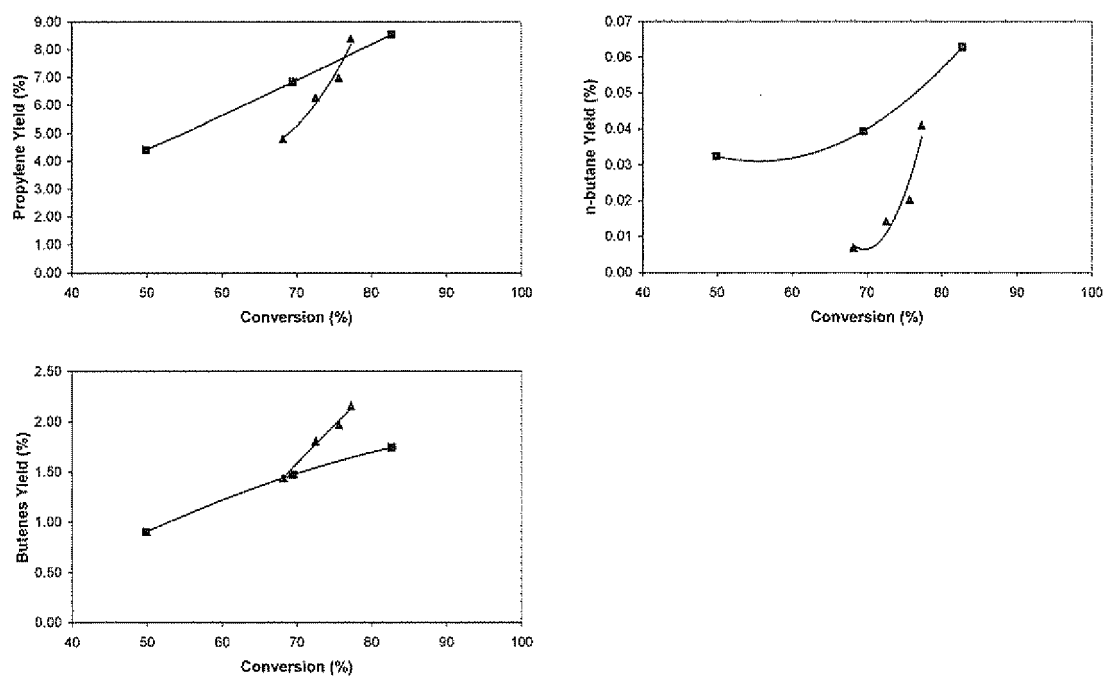 Propylene Yield (%)
9.00
8.00
7.00
6.00
5.00
4.00
3.00
2.00
1.00
0.00
40 50 60 70 80 90 100
Conversion (%)
n-butane Yield (%)
0.07
0.06
0.05
0.04
0.03
0.02
0.01
0.00
40 50 60 70 80 90 100
Conversion (%)
Butenes Yield (%)
2.50
2.00
1.50
1.00
0.50
0.00
40 50 60 70 80 90 100
Conversion (%)